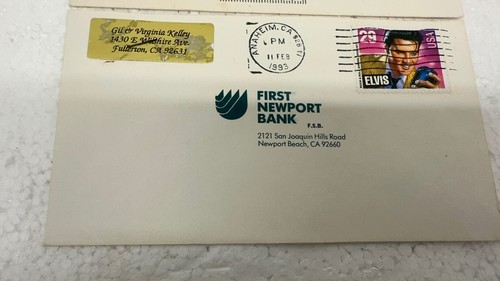 Gil & Virginia Kelley
1430 E Wilshire Ave.
Fullerton, CA 92631
ANAHEIM, CA
PM
11 FEB
1993
29
USA
ELVIS
FIRST
NEWPORT
BANK
F.S.B.
2121 San Joaquin Hills Road
Newport Beach, CA 92660